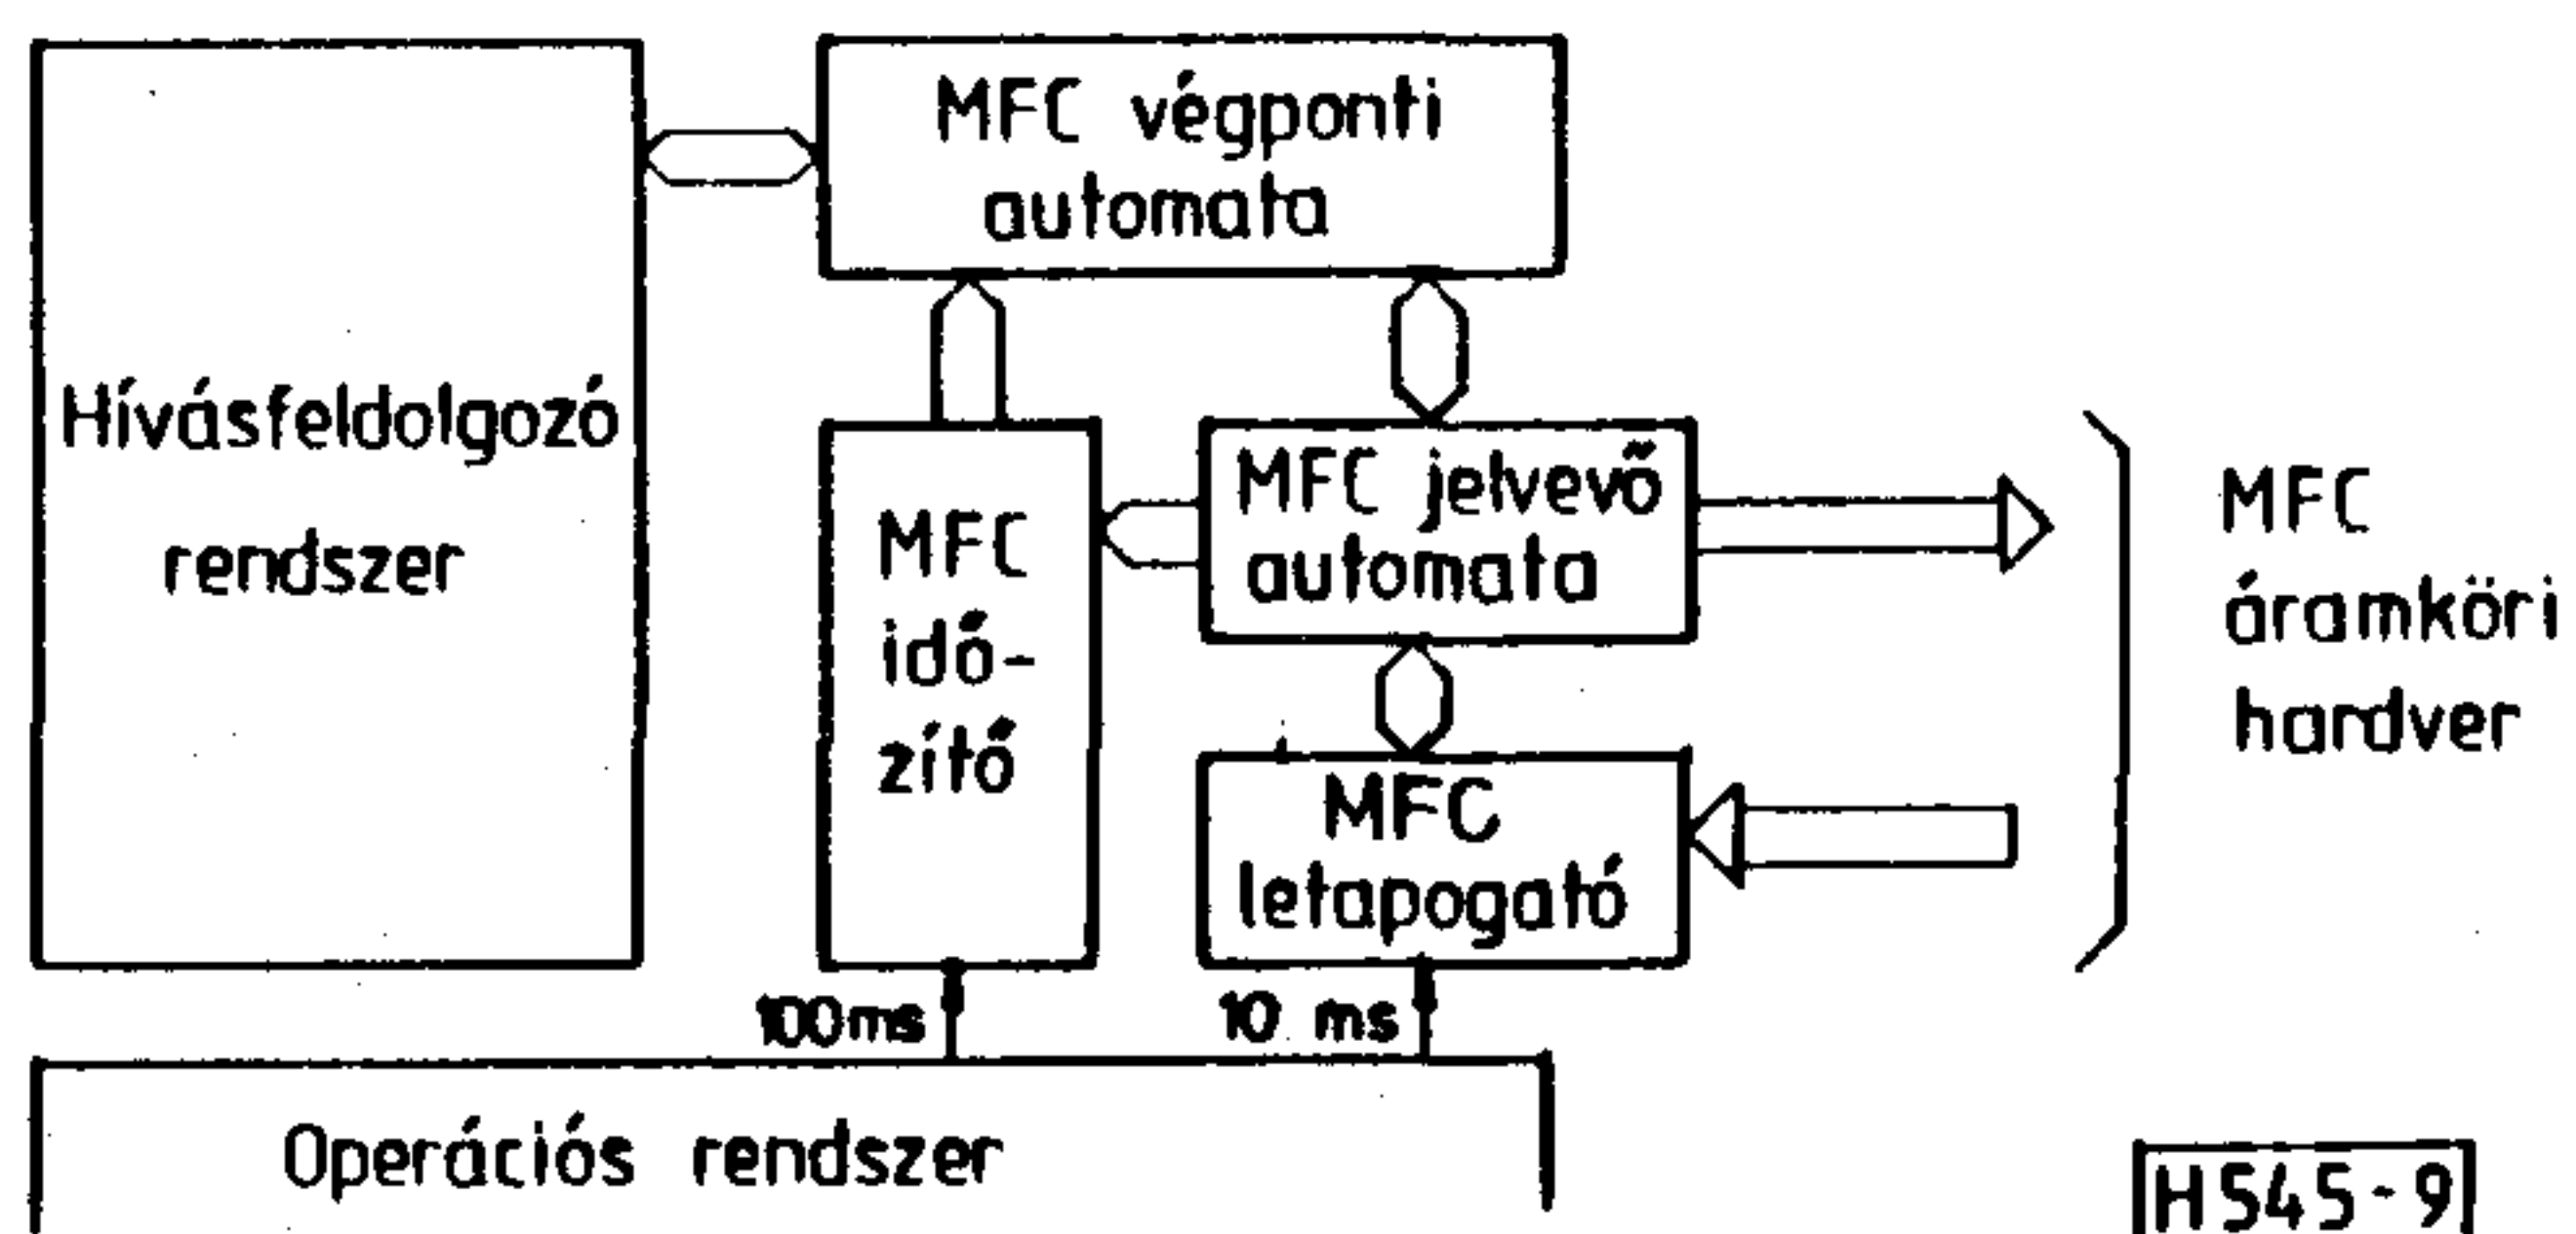 MFC végponti
automata
Hívásfeldolgozó
rendszer
MFC
idő-
zítő
MFC jelvevő
automata
MFC
letapogató
MFC
áramköri
hardver
100ms
10 ms
Operációs rendszer
H545-9